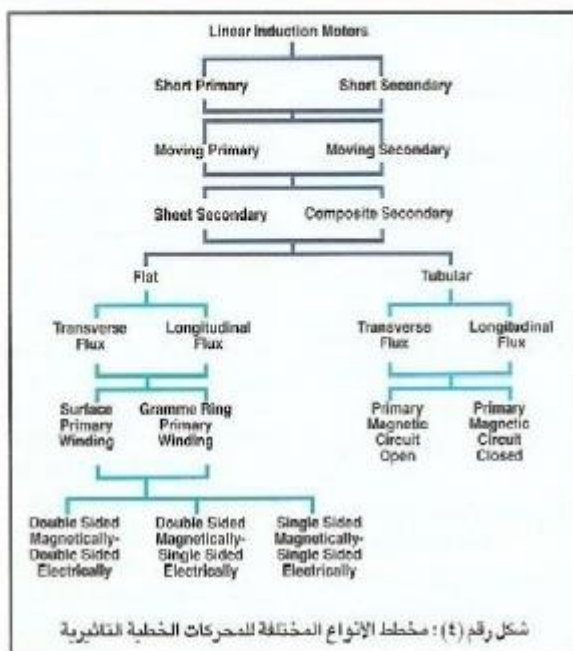 Linear Induction Motors
Short Primary Short Secondary
Moving Primary Moving Secondary
Sheet Secondary Composite Secondary
Flat Tubular
Transverse Flux Longitudinal Flux Transverse Flux Longitudinal Flux
Surface Primary Winding Gramme Ring Primary Winding Primary Magnetic Circuit Open Primary Magnetic Circuit Closed
Double Sided Magnetically- Double Sided Electrically
Double Sided Magnetically- Single Sided Electrically
Single Sided Magnetically- Single Sided Electrically
شكل رقم (٤): مخطط الانواع المختلفة للمحركات الخطية التاثيرية